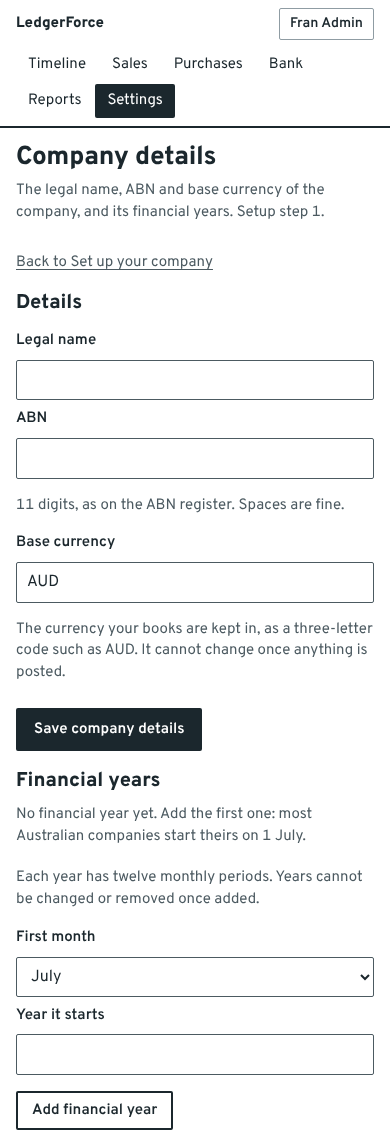 LedgerForce
Fran Admin
Timeline Sales Purchases Bank
Reports Settings
Company details
The legal name, ABN and base currency of the
company, and its financial years. Setup step 1.
Back to Set up your company
Details
Legal name
ABN
11 digits, as on the ABN register. Spaces are fine.
Base currency
AUD
The currency your books are kept in, as a three-letter
code such as AUD. It cannot change once anything is
posted.
Save company details
Financial years
No financial year yet. Add the first one: most
Australian companies start theirs on 1 July.
Each year has twelve monthly periods. Years cannot
be changed or removed once added.
First month
July
Year it starts
Add financial year